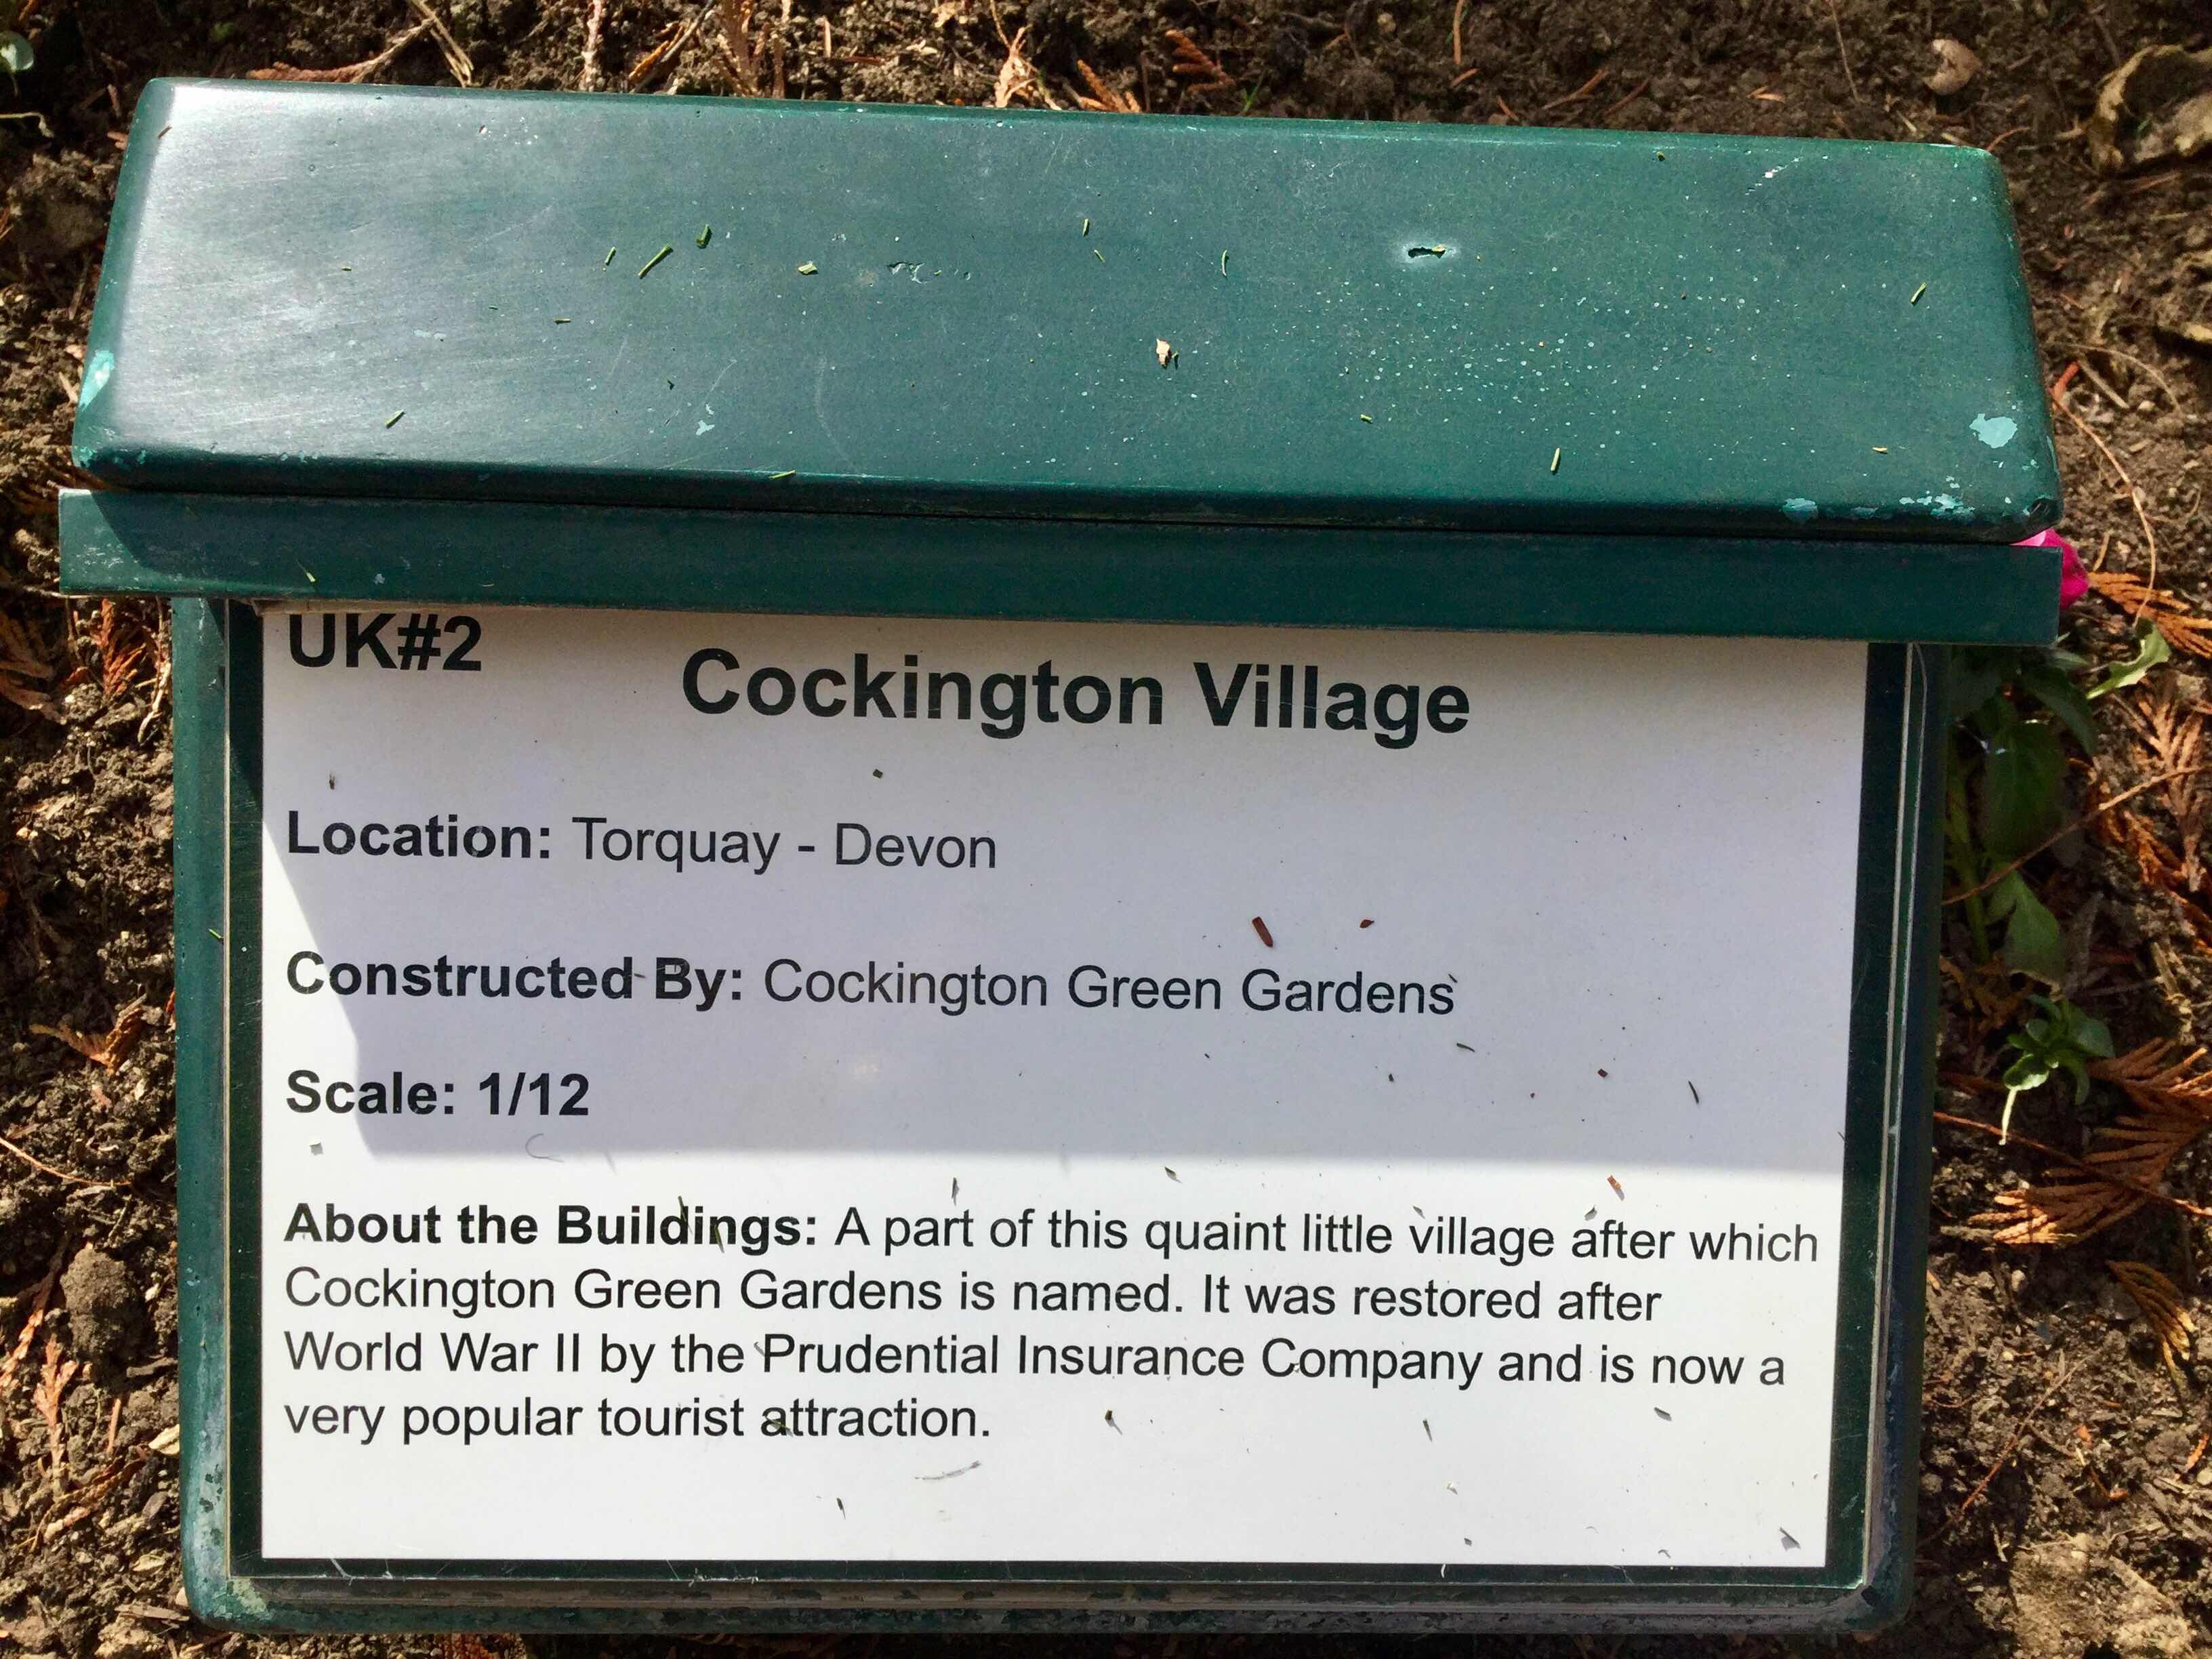 UK#2
Cockington Village
Location: Torquay - Devon
Constructed By: Cockington Green Gardens
Scale: 1/12
About the Buildings: A part of this quaint little village after which
Cockington Green Gardens is named. It was restored after
World War II by the Prudential Insurance Company and is now a
very popular tourist attraction.